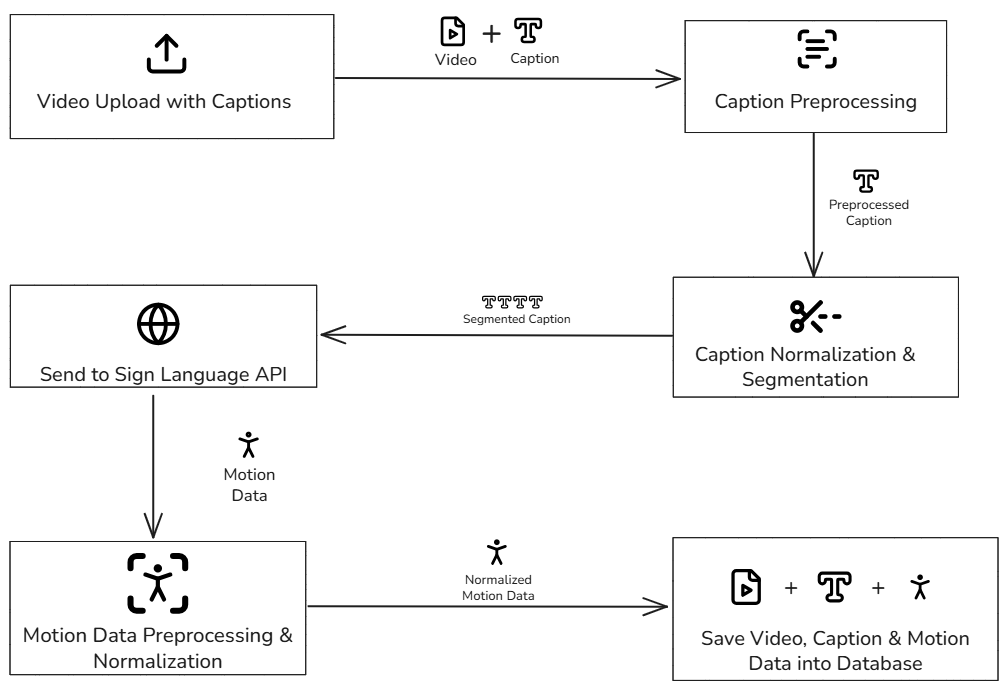 Video
Caption
Video Upload with Captions
Caption Preprocessing
Preprocessed
Caption
Segmented Caption
Caption Normalization &
Segmentation
Send to Sign Language API
Motion
Data
Normalized
Motion Data
Motion Data Preprocessing &
Normalization
Save Video, Caption & Motion
Data into Database